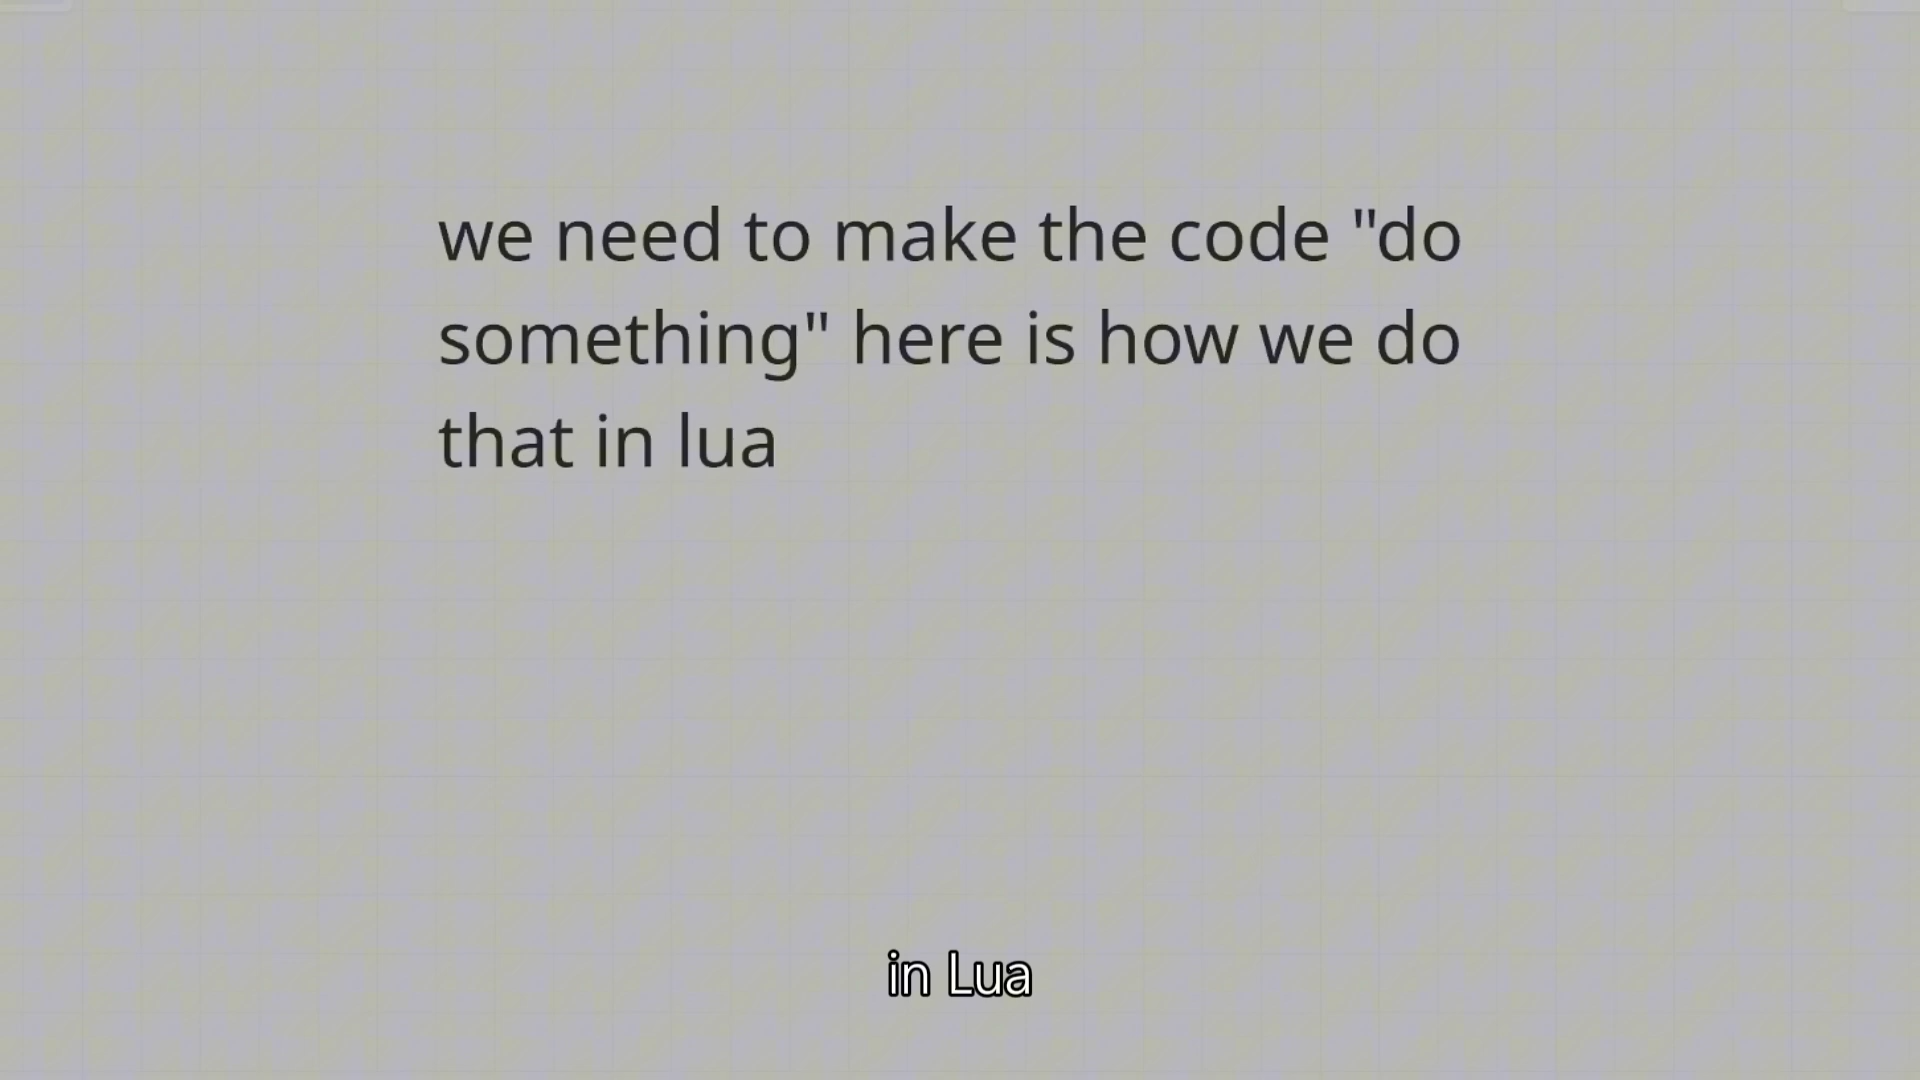 we need to make the code "do
something" here is how we do
that in lua
in Lua